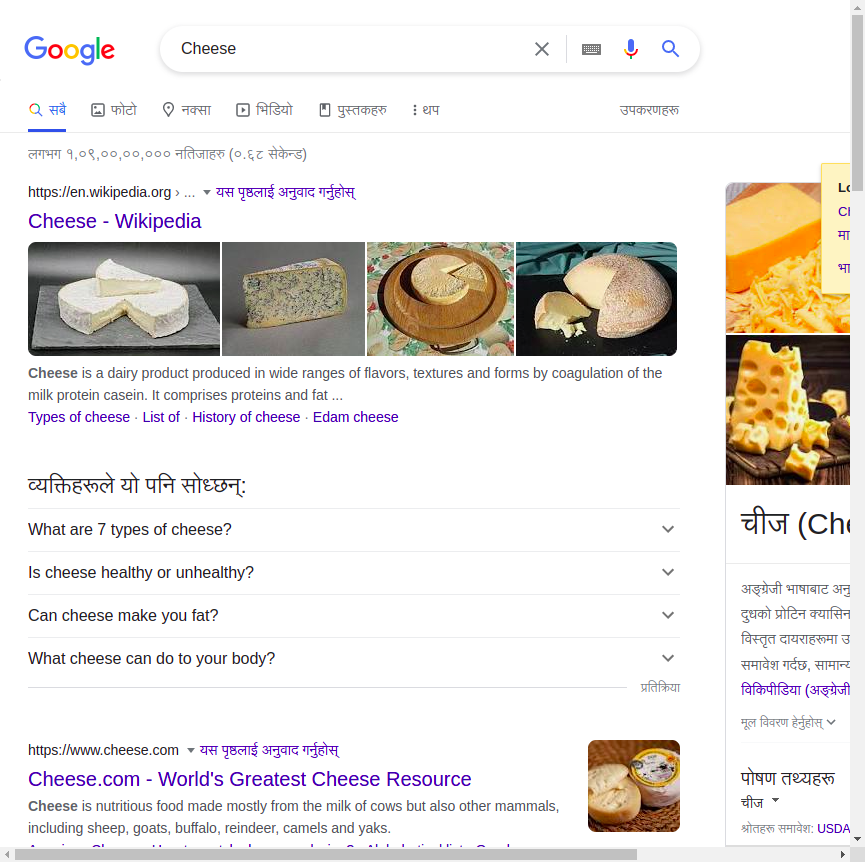 Google
Cheese
सबै
फोटो
नक्सा
भिडियो
पुस्तकहरु
थप
उपकरणहरू
लगभग १,०९,००,००,००० नतिजाहरु (०.६८ सेकेन्ड)
https://en.wikipedia.org › ... यस पृष्ठलाई अनुवाद गर्नुहोस्
Cheese - Wikipedia
Cheese is a dairy product produced in wide ranges of flavors, textures and forms by coagulation of the
milk protein casein. It comprises proteins and fat ...
Types of cheese · List of · History of cheese · Edam cheese
व्यक्तिहरूले यो पनि सोध्छन्:
What are 7 types of cheese?
Is cheese healthy or unhealthy?
Can cheese make you fat?
What cheese can do to your body?
प्रतिक्रिया
https://www.cheese.com यस पृष्ठलाई अनुवाद गर्नुहोस्
Cheese.com - World's Greatest Cheese Resource
Cheese is nutritious food made mostly from the milk of cows but also other mammals,
including sheep, goats, buffalo, reindeer, camels and yaks.
चीज (Che
अङ्ग्रेजी भाषाबाट अनु
दुधको प्रोटिन क्यासिन
विस्तृत दायराहरूमा उ
समावेश गर्दछ, सामान्य
विकिपीडिया (अङ्ग्रेजी
मूल विवरण हेर्नुहोस्
पोषण तथ्यहरू
चीज
श्रोतहरू समावेश: USDA